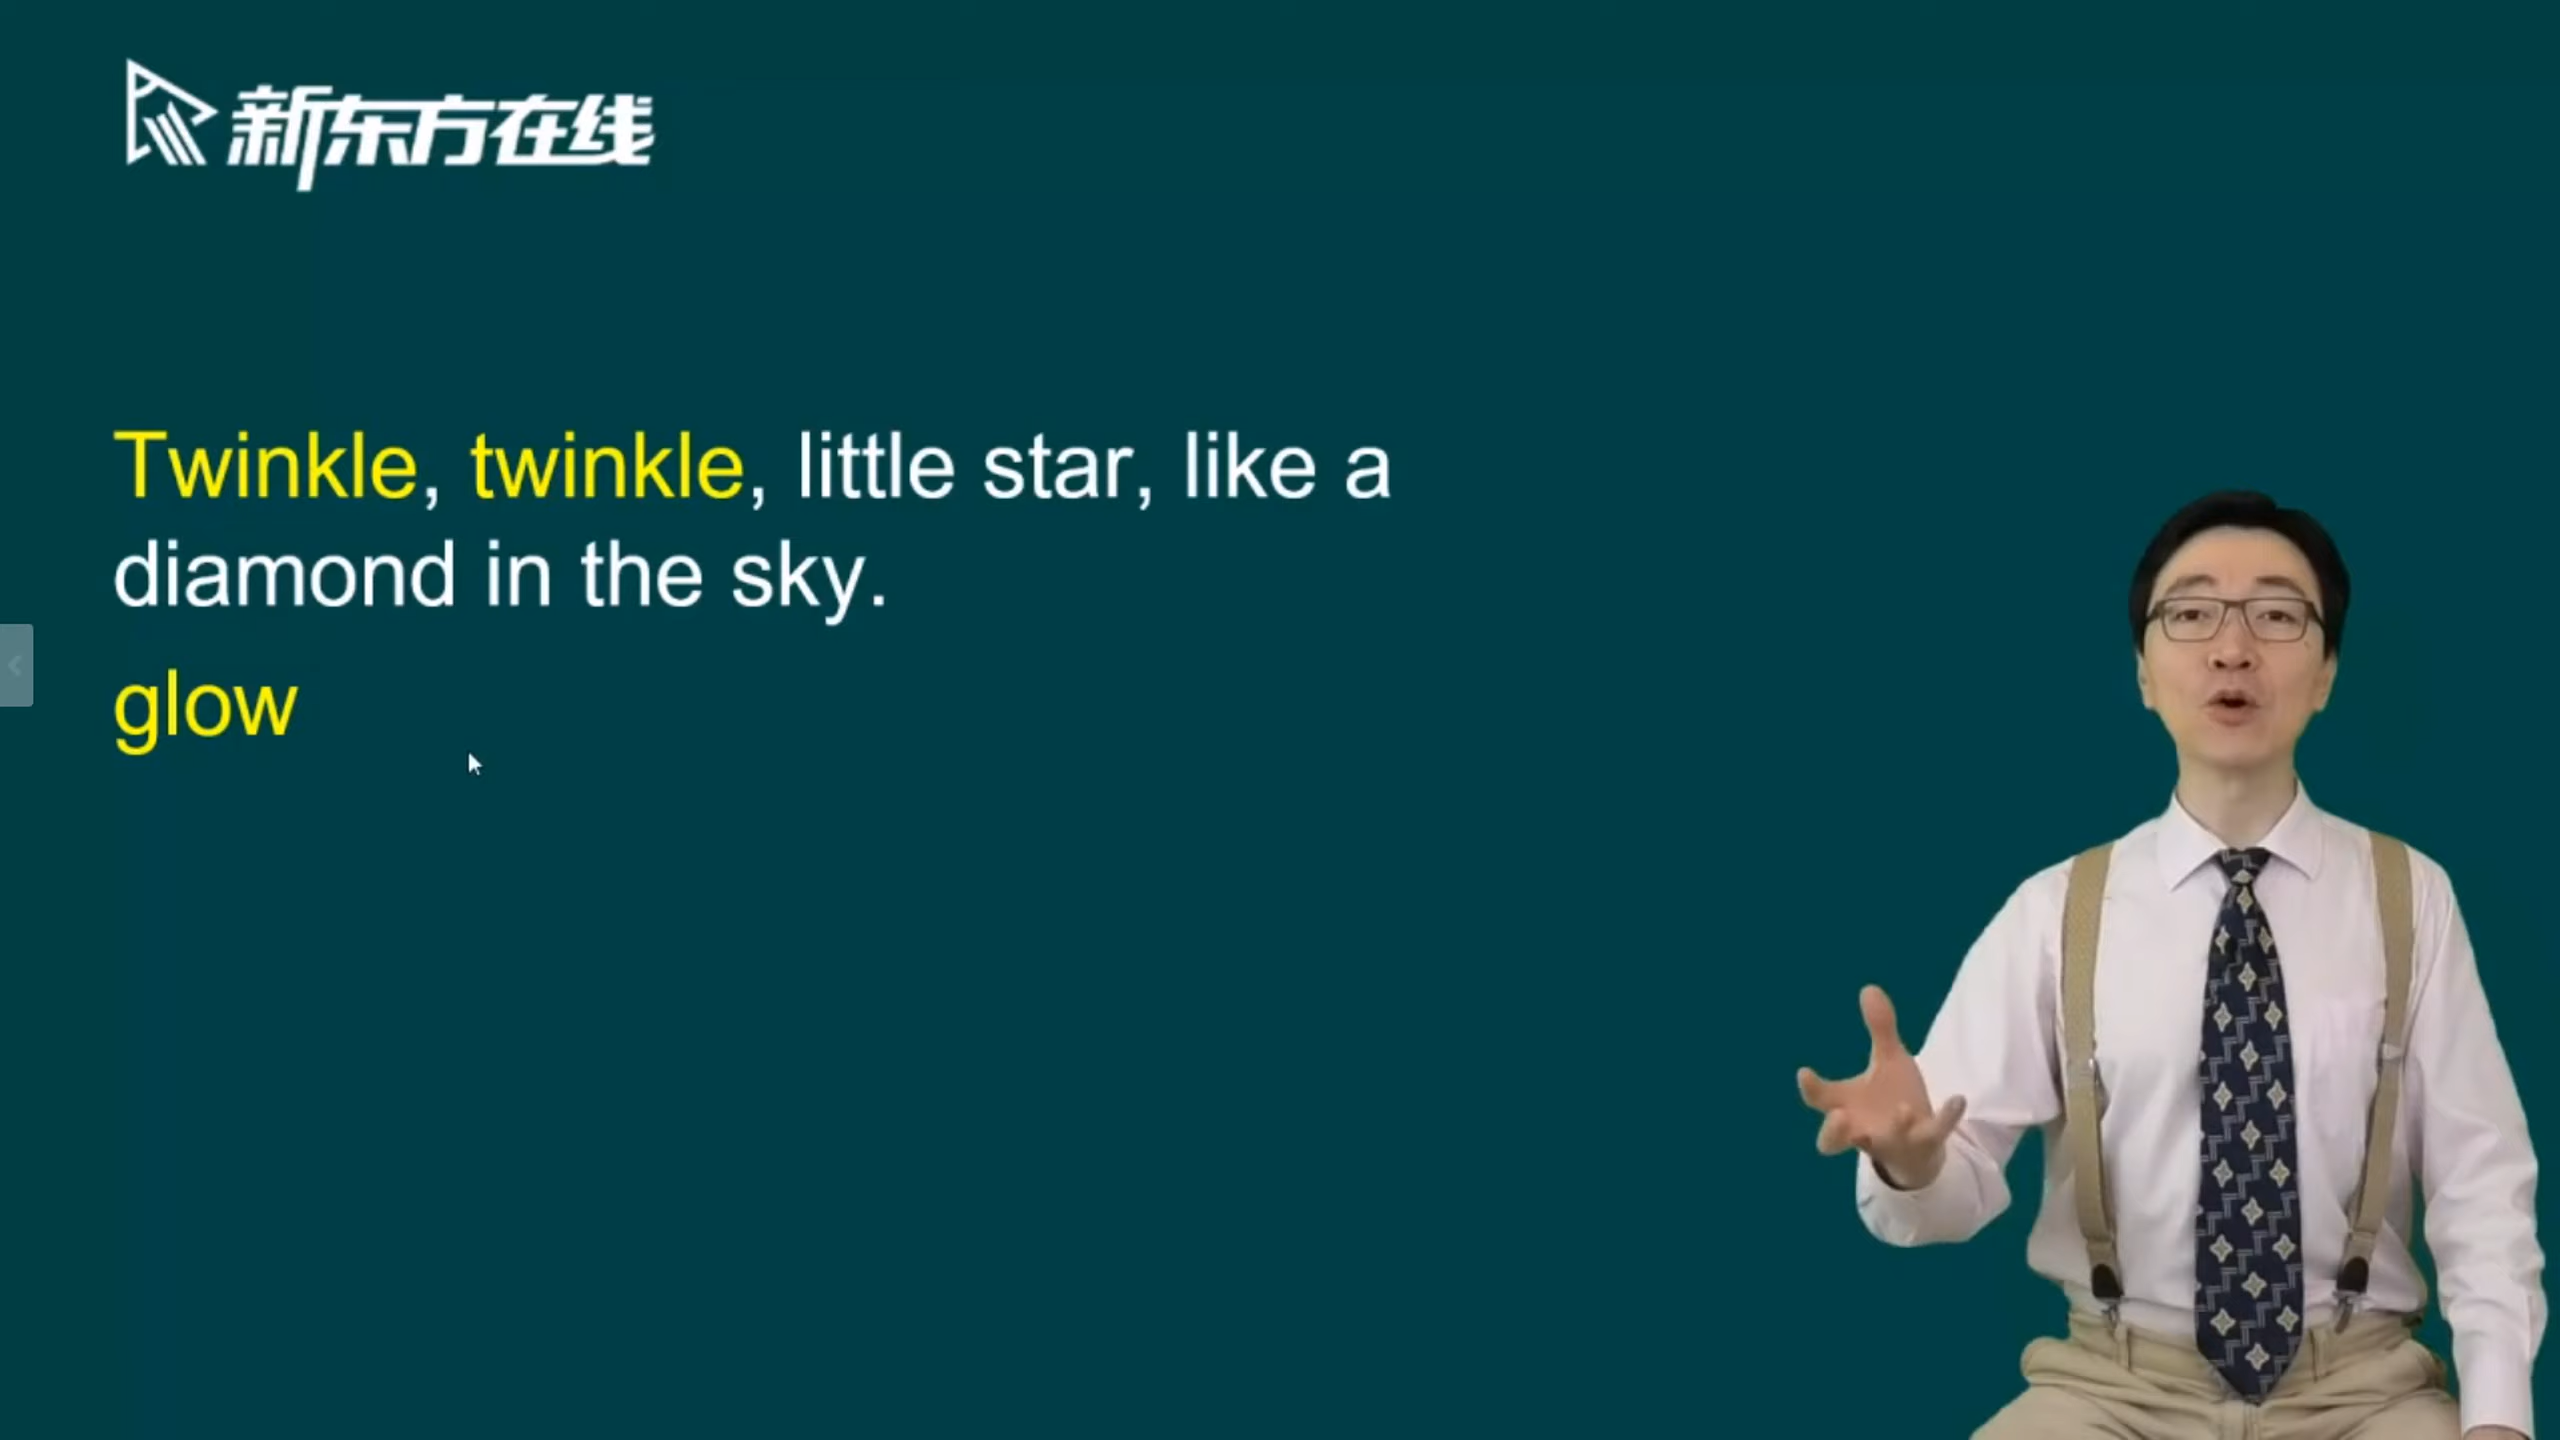 新东方在线
Twinkle, twinkle, little star, like a
diamond in the sky.
glow